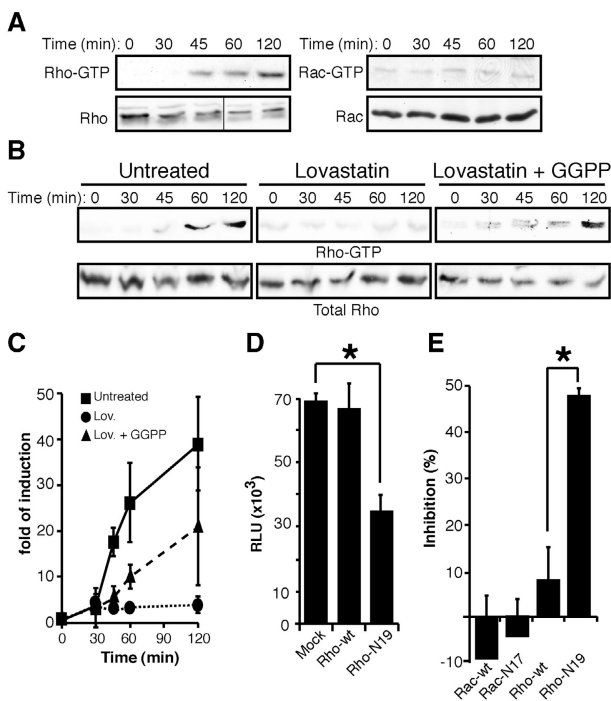 A
Time (min): 0 30 45 60 120
Rho-GTP
Rho
Time (min): 0 30 45 60 120
Rac-GTP
Rac
B
Untreated Lovastatin Lovastatin + GGPP
Time (min): 0 30 45 60 120 0 30 45 60 120 0 30 45 60 120
Rho-GTP
Total Rho
C
fold of induction
50
40
30
20
10
0
Untreated
Lov.
Lov. + GGPP
0 30 60 90 120
Time (min)
D
*
RLU (x10³)
70
50
30
10
0
Mock
Rho-wt
Rho-N19
E
*
Inhibition (%)
50
40
30
20
10
-10
Rac-wt
Rac-N17
Rho-wt
Rho-N19